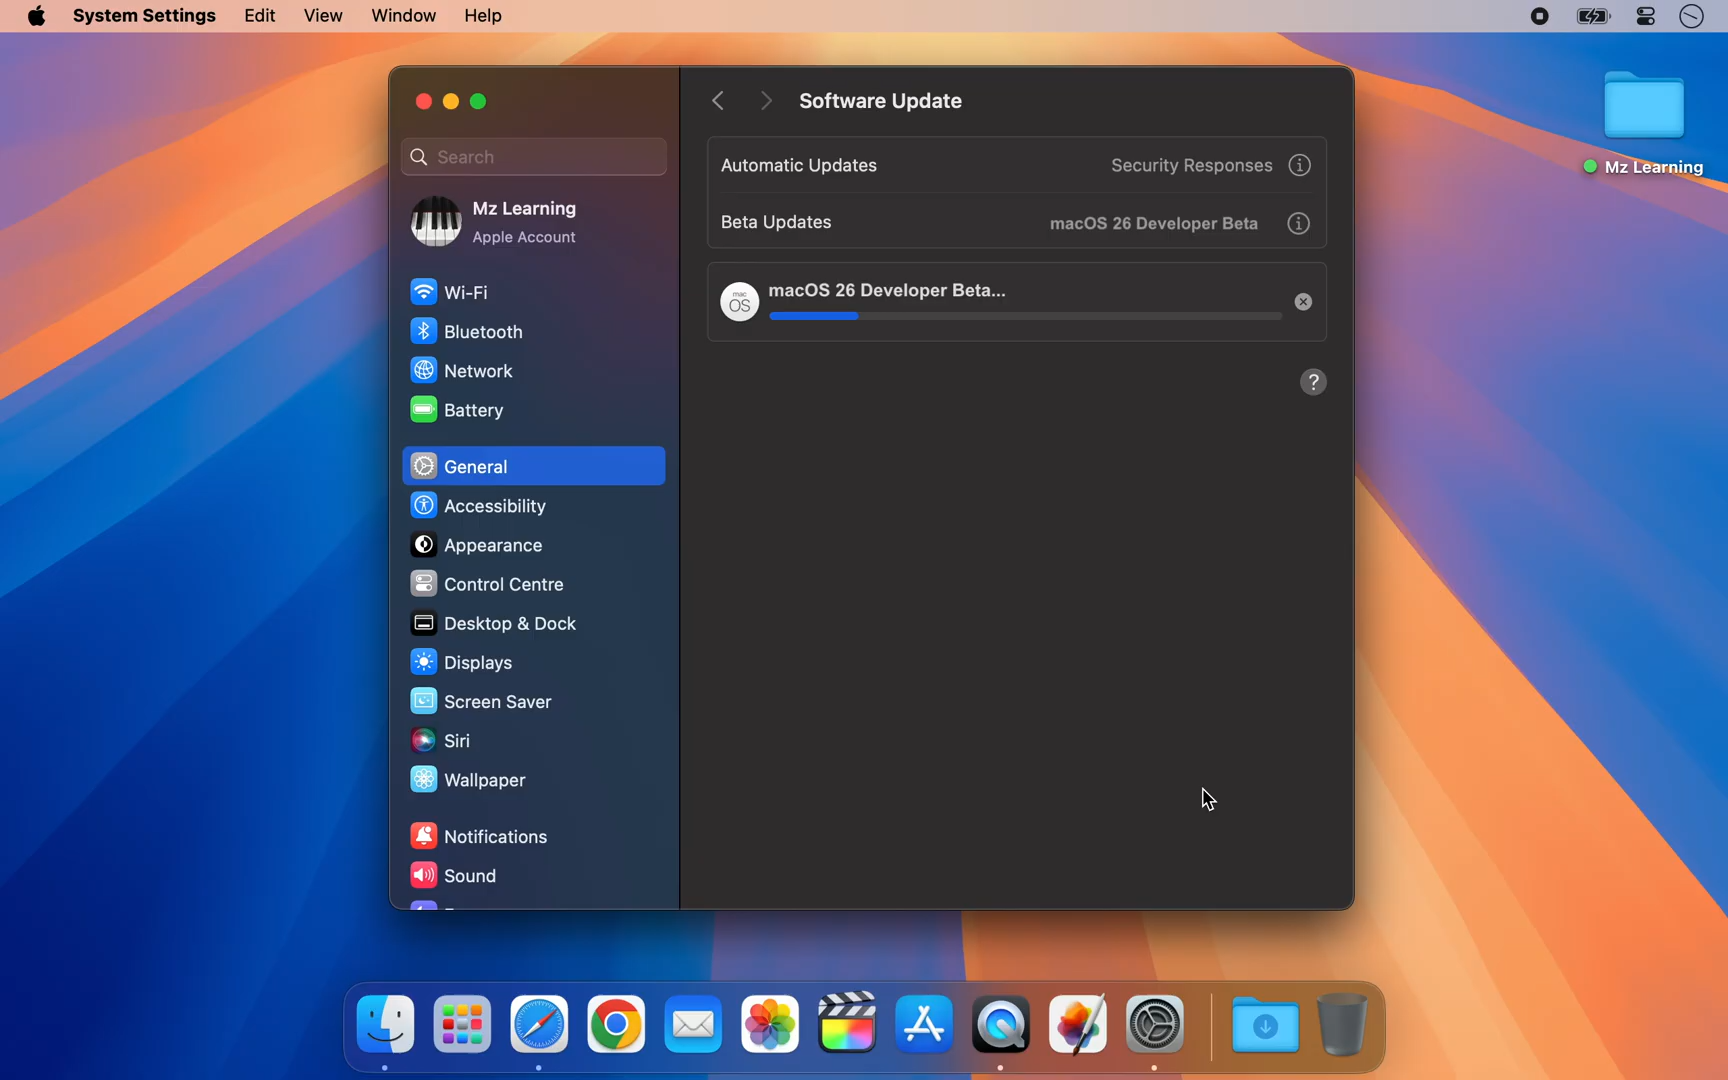 System Settings Edit View Window Help
Mz Learning
Software Update
Search
Mz Learning
Apple Account
Wi-Fi
Bluetooth
Network
Battery
General
Accessibility
Appearance
Control Centre
Desktop & Dock
Displays
Screen Saver
Siri
Wallpaper
Notifications
Sound
Automatic Updates Security Responses
Beta Updates macOS 26 Developer Beta
mac
OS
macOS 26 Developer Beta...
?